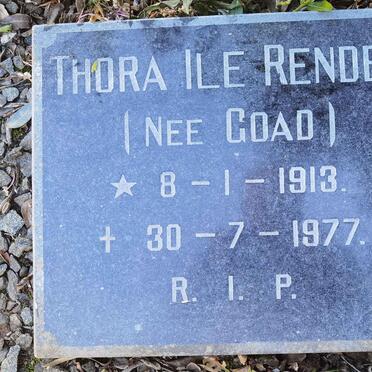 THORA ILE RENDE
(NEE GOAD)
☆ 8-1-1913.
† 30-7-1977.
R. I. P.